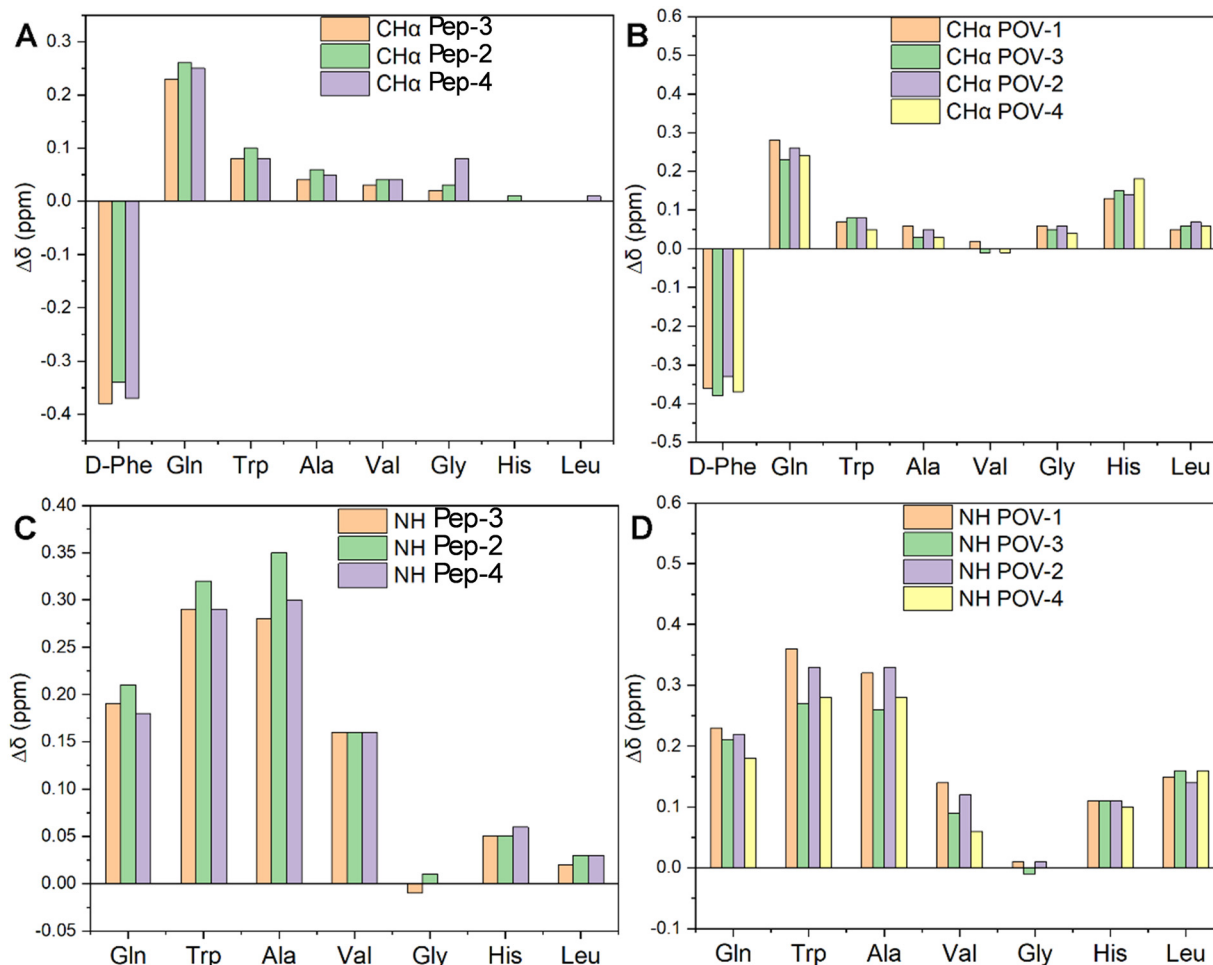 A
CHα Pep-3
CHα Pep-2
CHα Pep-4
Δδ (ppm)
0.3
0.2
0.1
0.0
-0.1
-0.2
-0.3
-0.4
D-Phe Gln Trp Ala Val Gly His Leu
B
CHα POV-1
CHα POV-3
CHα POV-2
CHα POV-4
Δδ (ppm)
0.6
0.5
0.4
0.3
0.2
0.1
0.0
-0.1
-0.2
-0.3
-0.4
-0.5
D-Phe Gln Trp Ala Val Gly His Leu
C
NH Pep-3
NH Pep-2
NH Pep-4
Δδ (ppm)
0.40
0.35
0.30
0.25
0.20
0.15
0.10
0.05
0.00
-0.05
Gln Trp Ala Val Gly His Leu
D
NH POV-1
NH POV-3
NH POV-2
NH POV-4
Δδ (ppm)
0.6
0.5
0.4
0.3
0.2
0.1
0.0
-0.1
Gln Trp Ala Val Gly His Leu